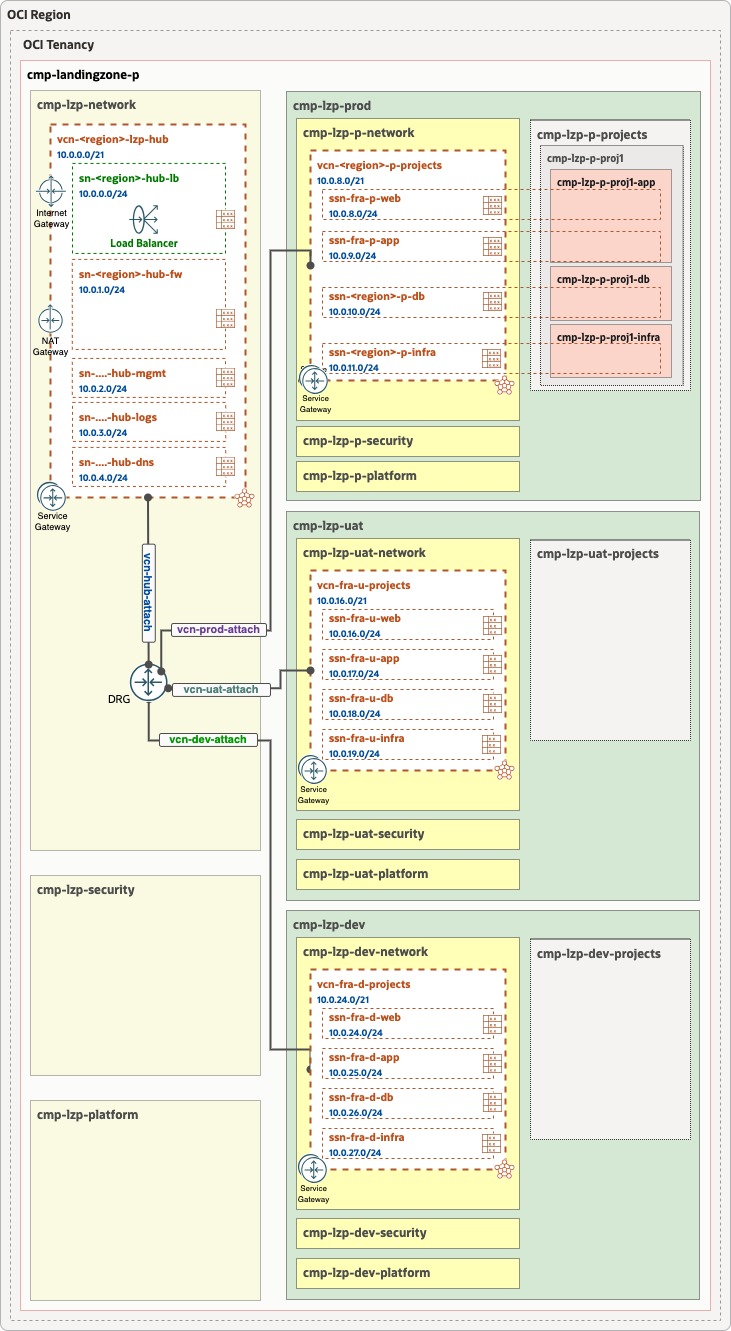 OCI Region
OCI Tenancy
cmp-landingzone-p
cmp-lzp-network
vcn-<region>-lzp-hub
10.0.0.0/21
sn-<region>-hub-lb
10.0.0.0/24
Load Balancer
Internet
Gateway
sn-<region>-hub-fw
10.0.1.0/24
NAT
Gateway
sn-....-hub-mgmt
10.0.2.0/24
sn-....-hub-logs
10.0.3.0/24
sn-....-hub-dns
10.0.4.0/24
Service
Gateway
vcn-hub-attach
vcn-prod-attach
vcn-uat-attach
DRG
vcn-dev-attach
cmp-lzp-security
cmp-lzp-platform
cmp-lzp-prod
cmp-lzp-p-network
vcn-<region>-p-projects
10.0.8.0/21
ssn-fra-p-web
10.0.8.0/24
ssn-fra-p-app
10.0.9.0/24
ssn-<region>-p-db
10.0.10.0/24
ssn-<region>-p-infra
10.0.11.0/24
Service
Gateway
cmp-lzp-p-security
cmp-lzp-p-platform
cmp-lzp-p-projects
cmp-lzp-p-proj1
cmp-lzp-p-proj1-app
cmp-lzp-p-proj1-db
cmp-lzp-p-proj1-infra
cmp-lzp-uat
cmp-lzp-uat-network
vcn-fra-u-projects
10.0.16.0/21
ssn-fra-u-web
10.0.16.0/24
ssn-fra-u-app
10.0.17.0/24
ssn-fra-u-db
10.0.18.0/24
ssn-fra-u-infra
10.0.19.0/24
Service
Gateway
cmp-lzp-uat-security
cmp-lzp-uat-platform
cmp-lzp-uat-projects
cmp-lzp-dev
cmp-lzp-dev-network
vcn-fra-d-projects
10.0.24.0/21
ssn-fra-d-web
10.0.24.0/24
ssn-fra-d-app
10.0.25.0/24
ssn-fra-d-db
10.0.26.0/24
ssn-fra-d-infra
10.0.27.0/24
Service
Gateway
cmp-lzp-dev-security
cmp-lzp-dev-platform
cmp-lzp-dev-projects